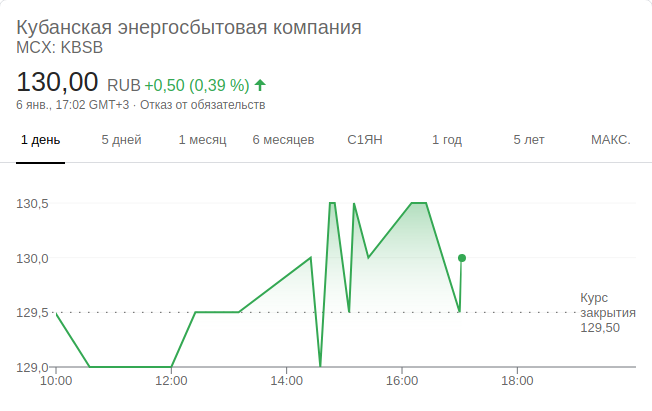 Кубанская энергосбытовая компания
MCX: KBSB
130,00 RUB +0,50 (0,39 %)
6 янв., 17:02 GMT+3 · Отказ от обязательств
1 день 5 дней 1 месяц 6 месяцев С1ЯН 1 год 5 лет МАКС.
130,5
130,0
129,5
129,0
Курс
закрытия
129,50
10:00 12:00 14:00 16:00 18:00